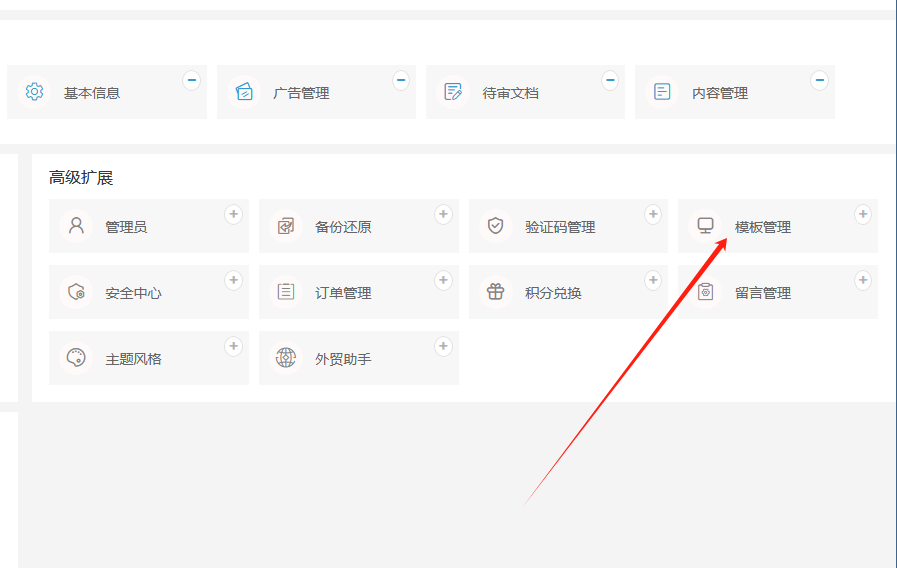 基本信息 广告管理 待审文档 内容管理
高级扩展
管理员 备份还原 验证码管理 模板管理
安全中心 订单管理 积分兑换 留言管理
主题风格 外贸助手